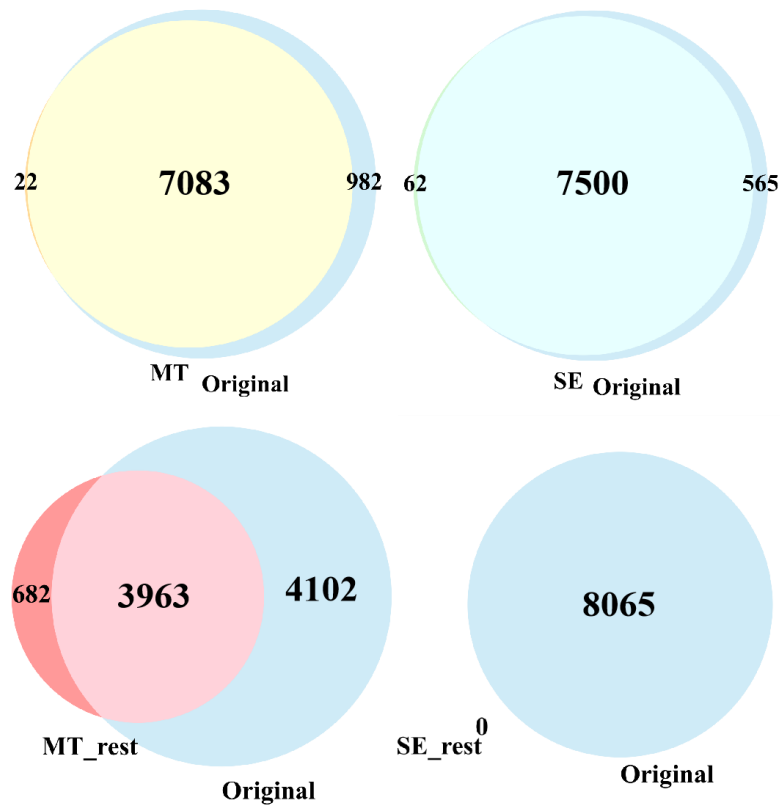 22 7083 982
MT Original
62 7500 565
SE Original
682 3963 4102
MT_rest
Original
8065
0
SE_rest
Original